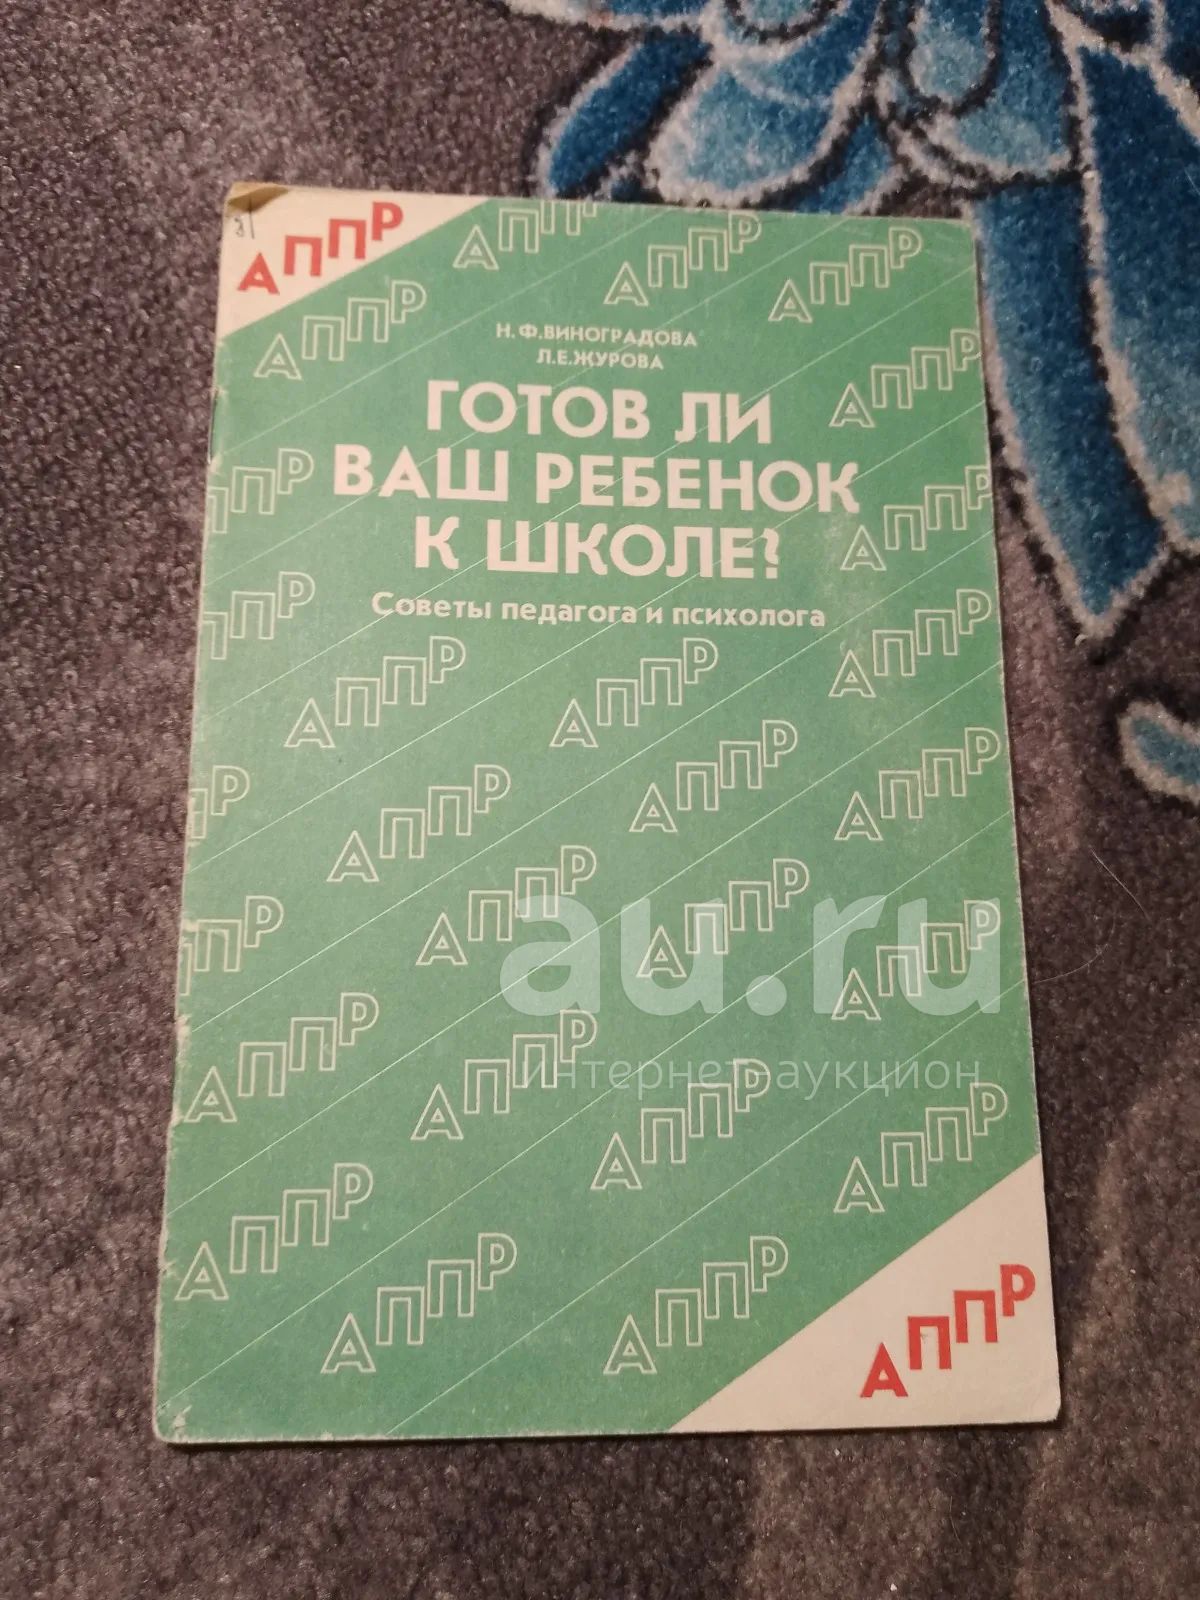 АППР
Н.Ф.ВИНОГРАДОВА
Л.Е.ЖУРОВА
ГОТОВ ЛИ
ВАШ РЕБЕНОК
К ШКОЛЕ?
Советы педагога и психолога
au.ru
интернет-аукцион
АППР